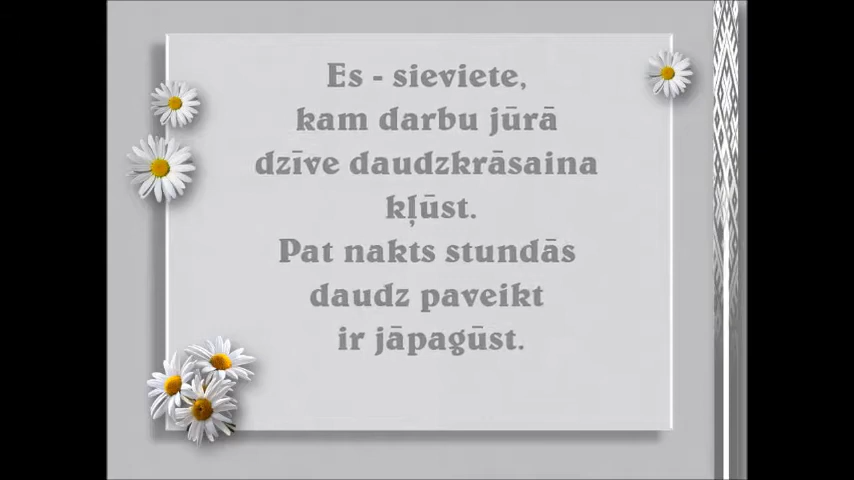 Es - sieviete,
kam darbu jūrā
dzīve daudzkrāsaina
kļūst.
Pat nakts stundās
daudz paveikt
ir jāpagūst.